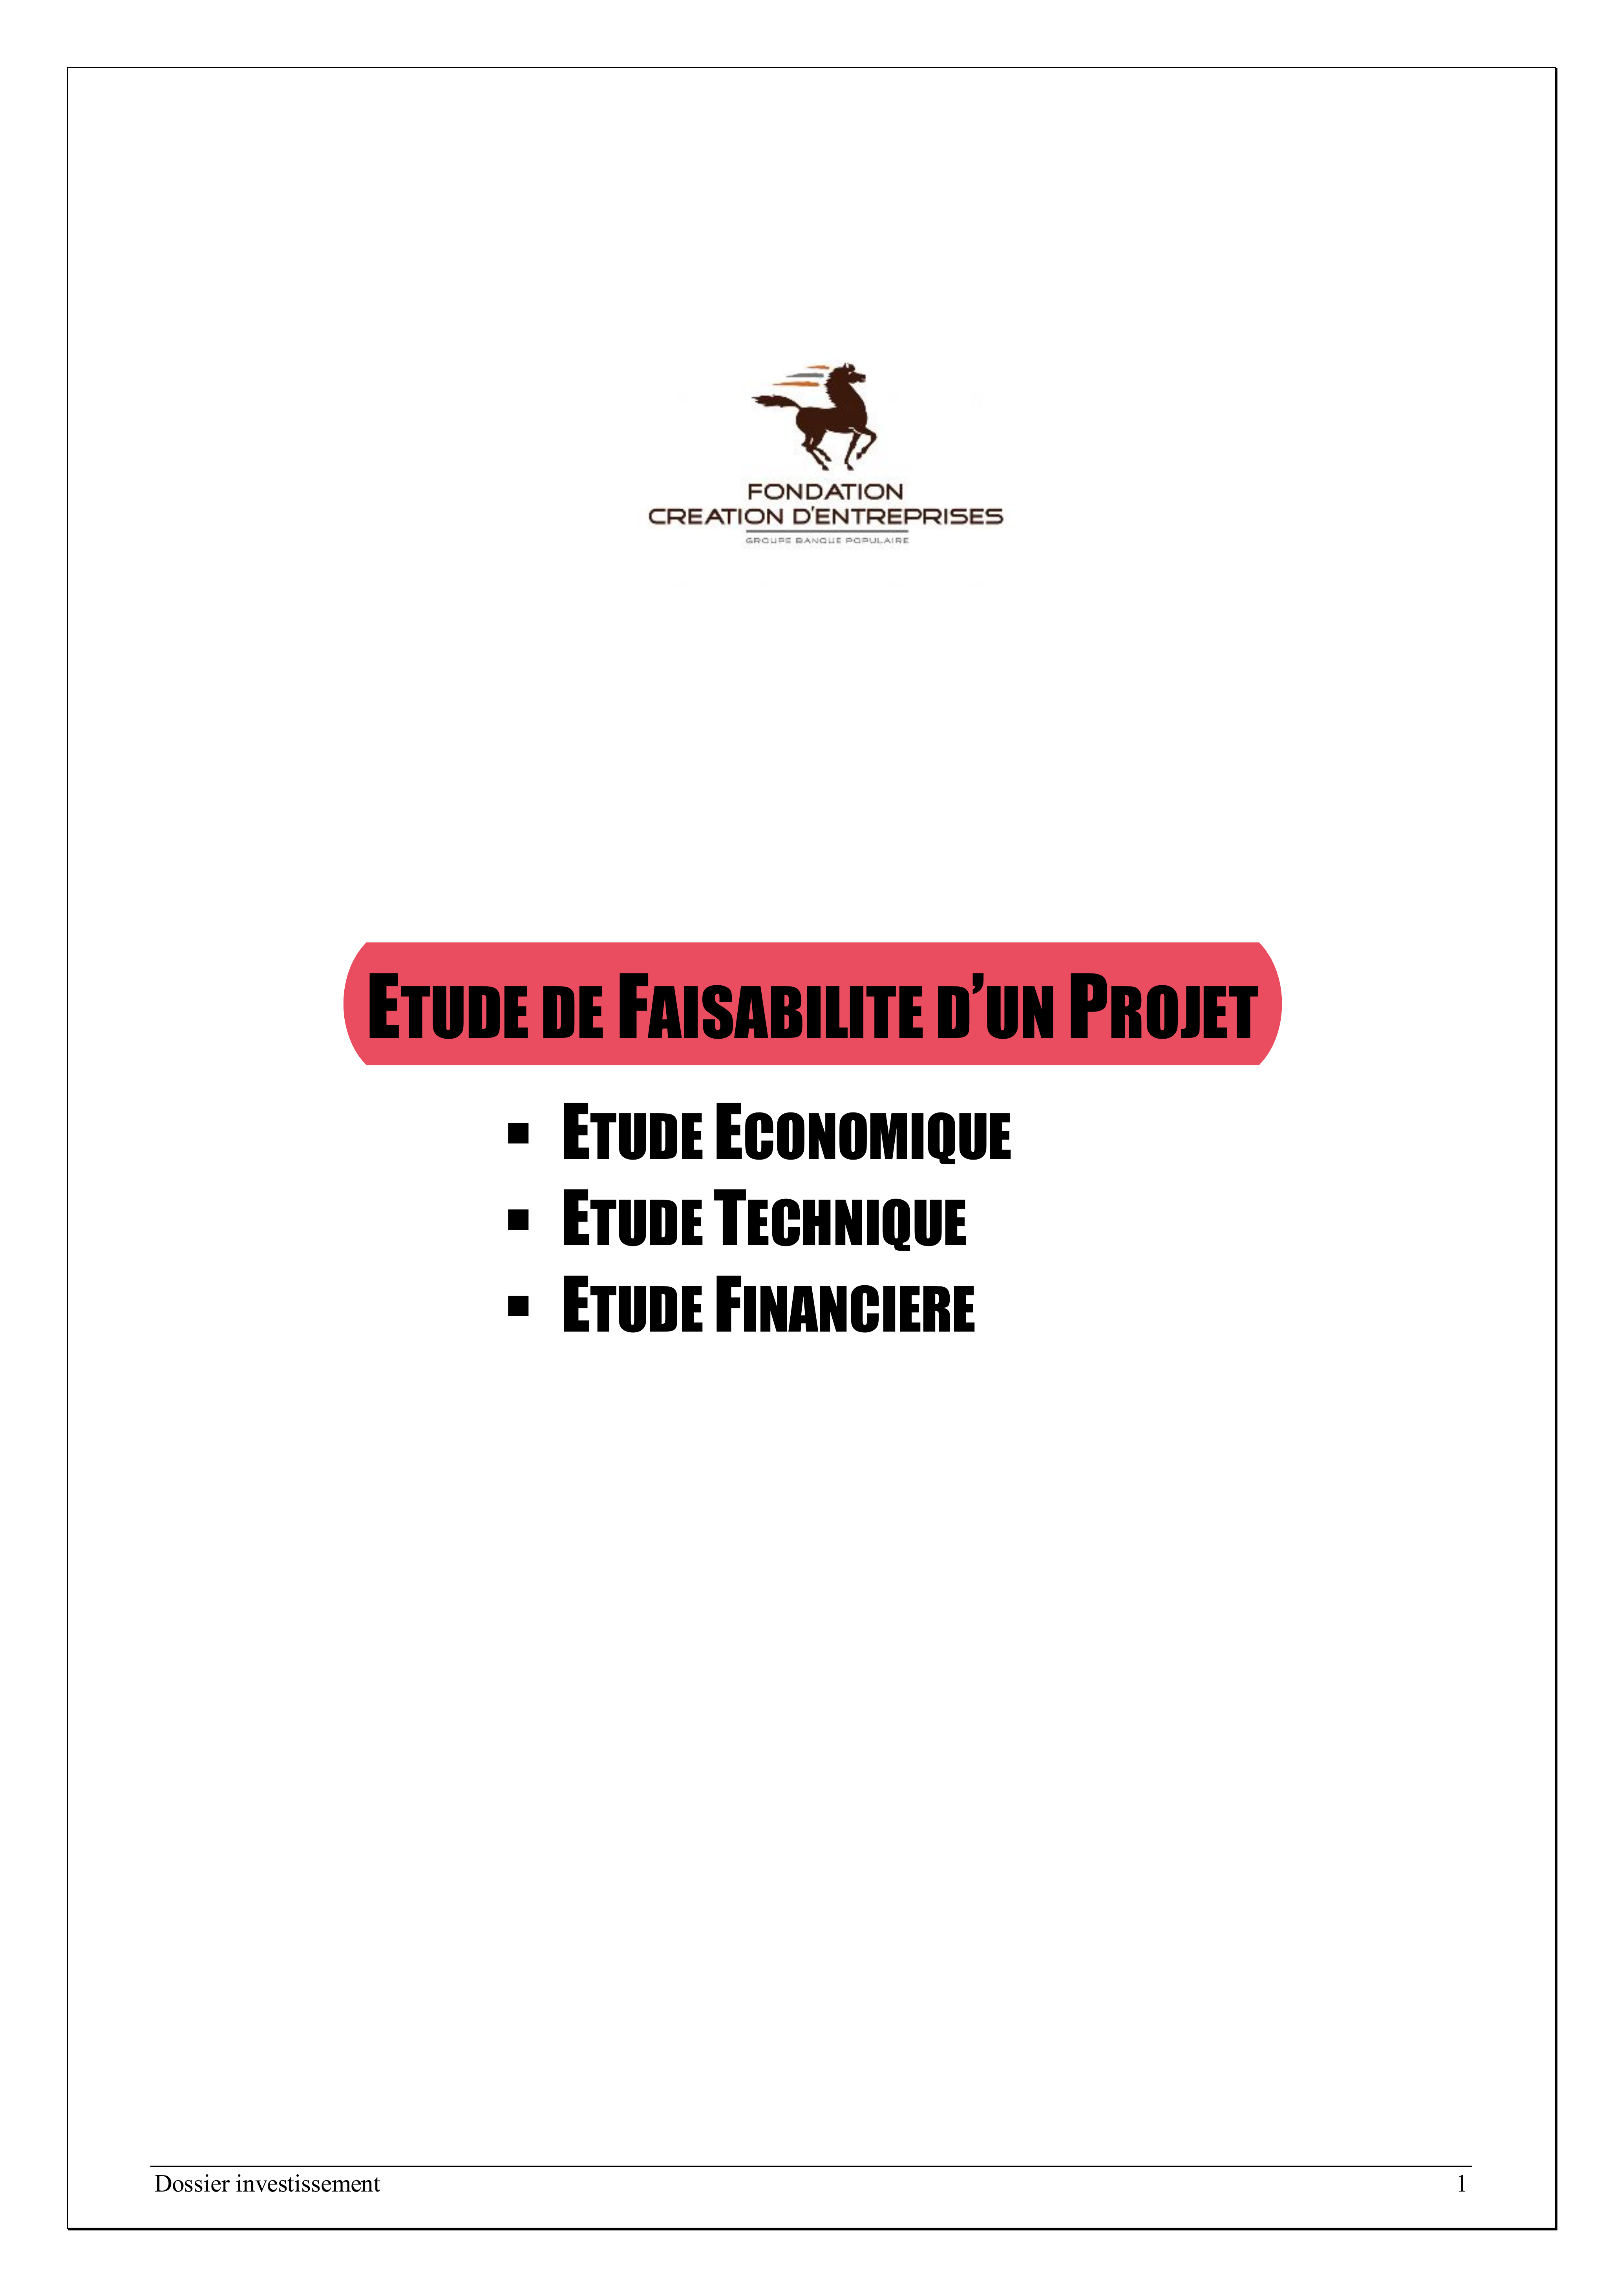 FONDATION
CREATION D'ENTREPRISES
GROUPE BANQUE POPULAIRE
ETUDE DE FAISABILITE D’UN PROJET
▪ ETUDE ECONOMIQUE
▪ ETUDE TECHNIQUE
▪ ETUDE FINANCIERE
Dossier investissement 1